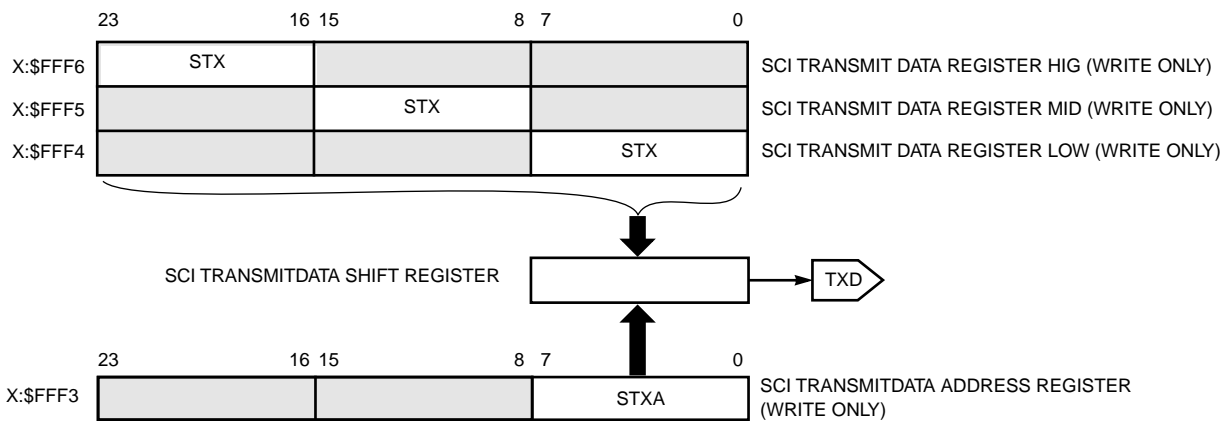 23 16 15 8 7 0
X:$FFF6 STX SCI TRANSMIT DATA REGISTER HIG (WRITE ONLY)
X:$FFF5 STX SCI TRANSMIT DATA REGISTER MID (WRITE ONLY)
X:$FFF4 STX SCI TRANSMIT DATA REGISTER LOW (WRITE ONLY)
SCI TRANSMITDATA SHIFT REGISTER TXD
23 16 15 8 7 0
X:$FFF3 STXA SCI TRANSMITDATA ADDRESS REGISTER
(WRITE ONLY)